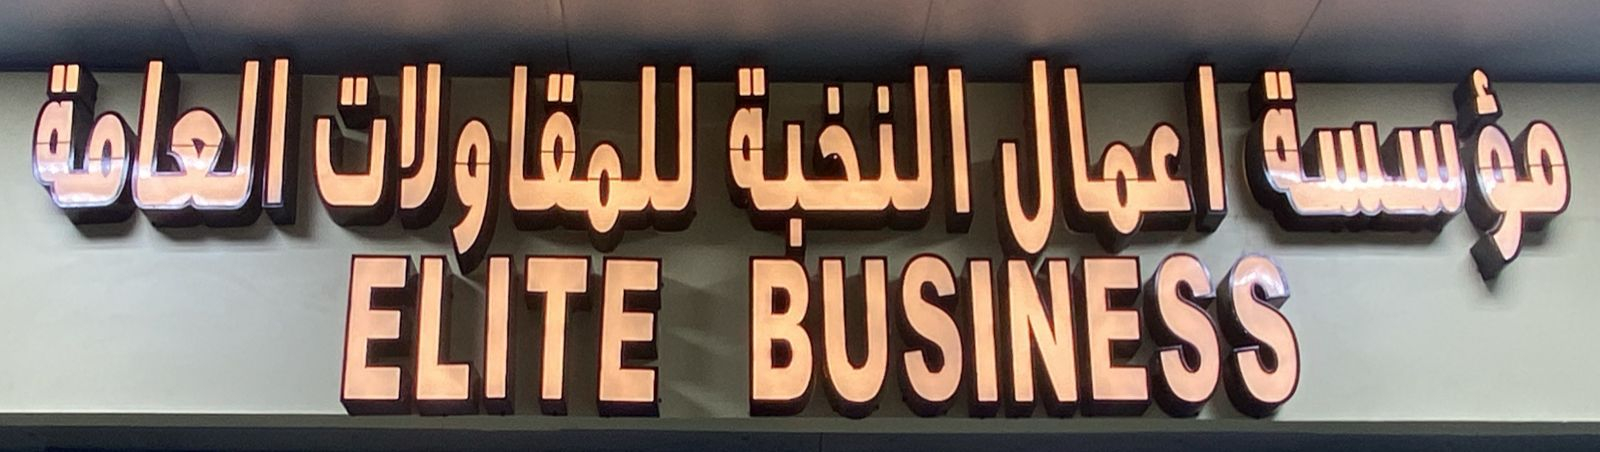 مؤسسة اعمال النخبة للمقاولات العامة
ELITE BUSINESS